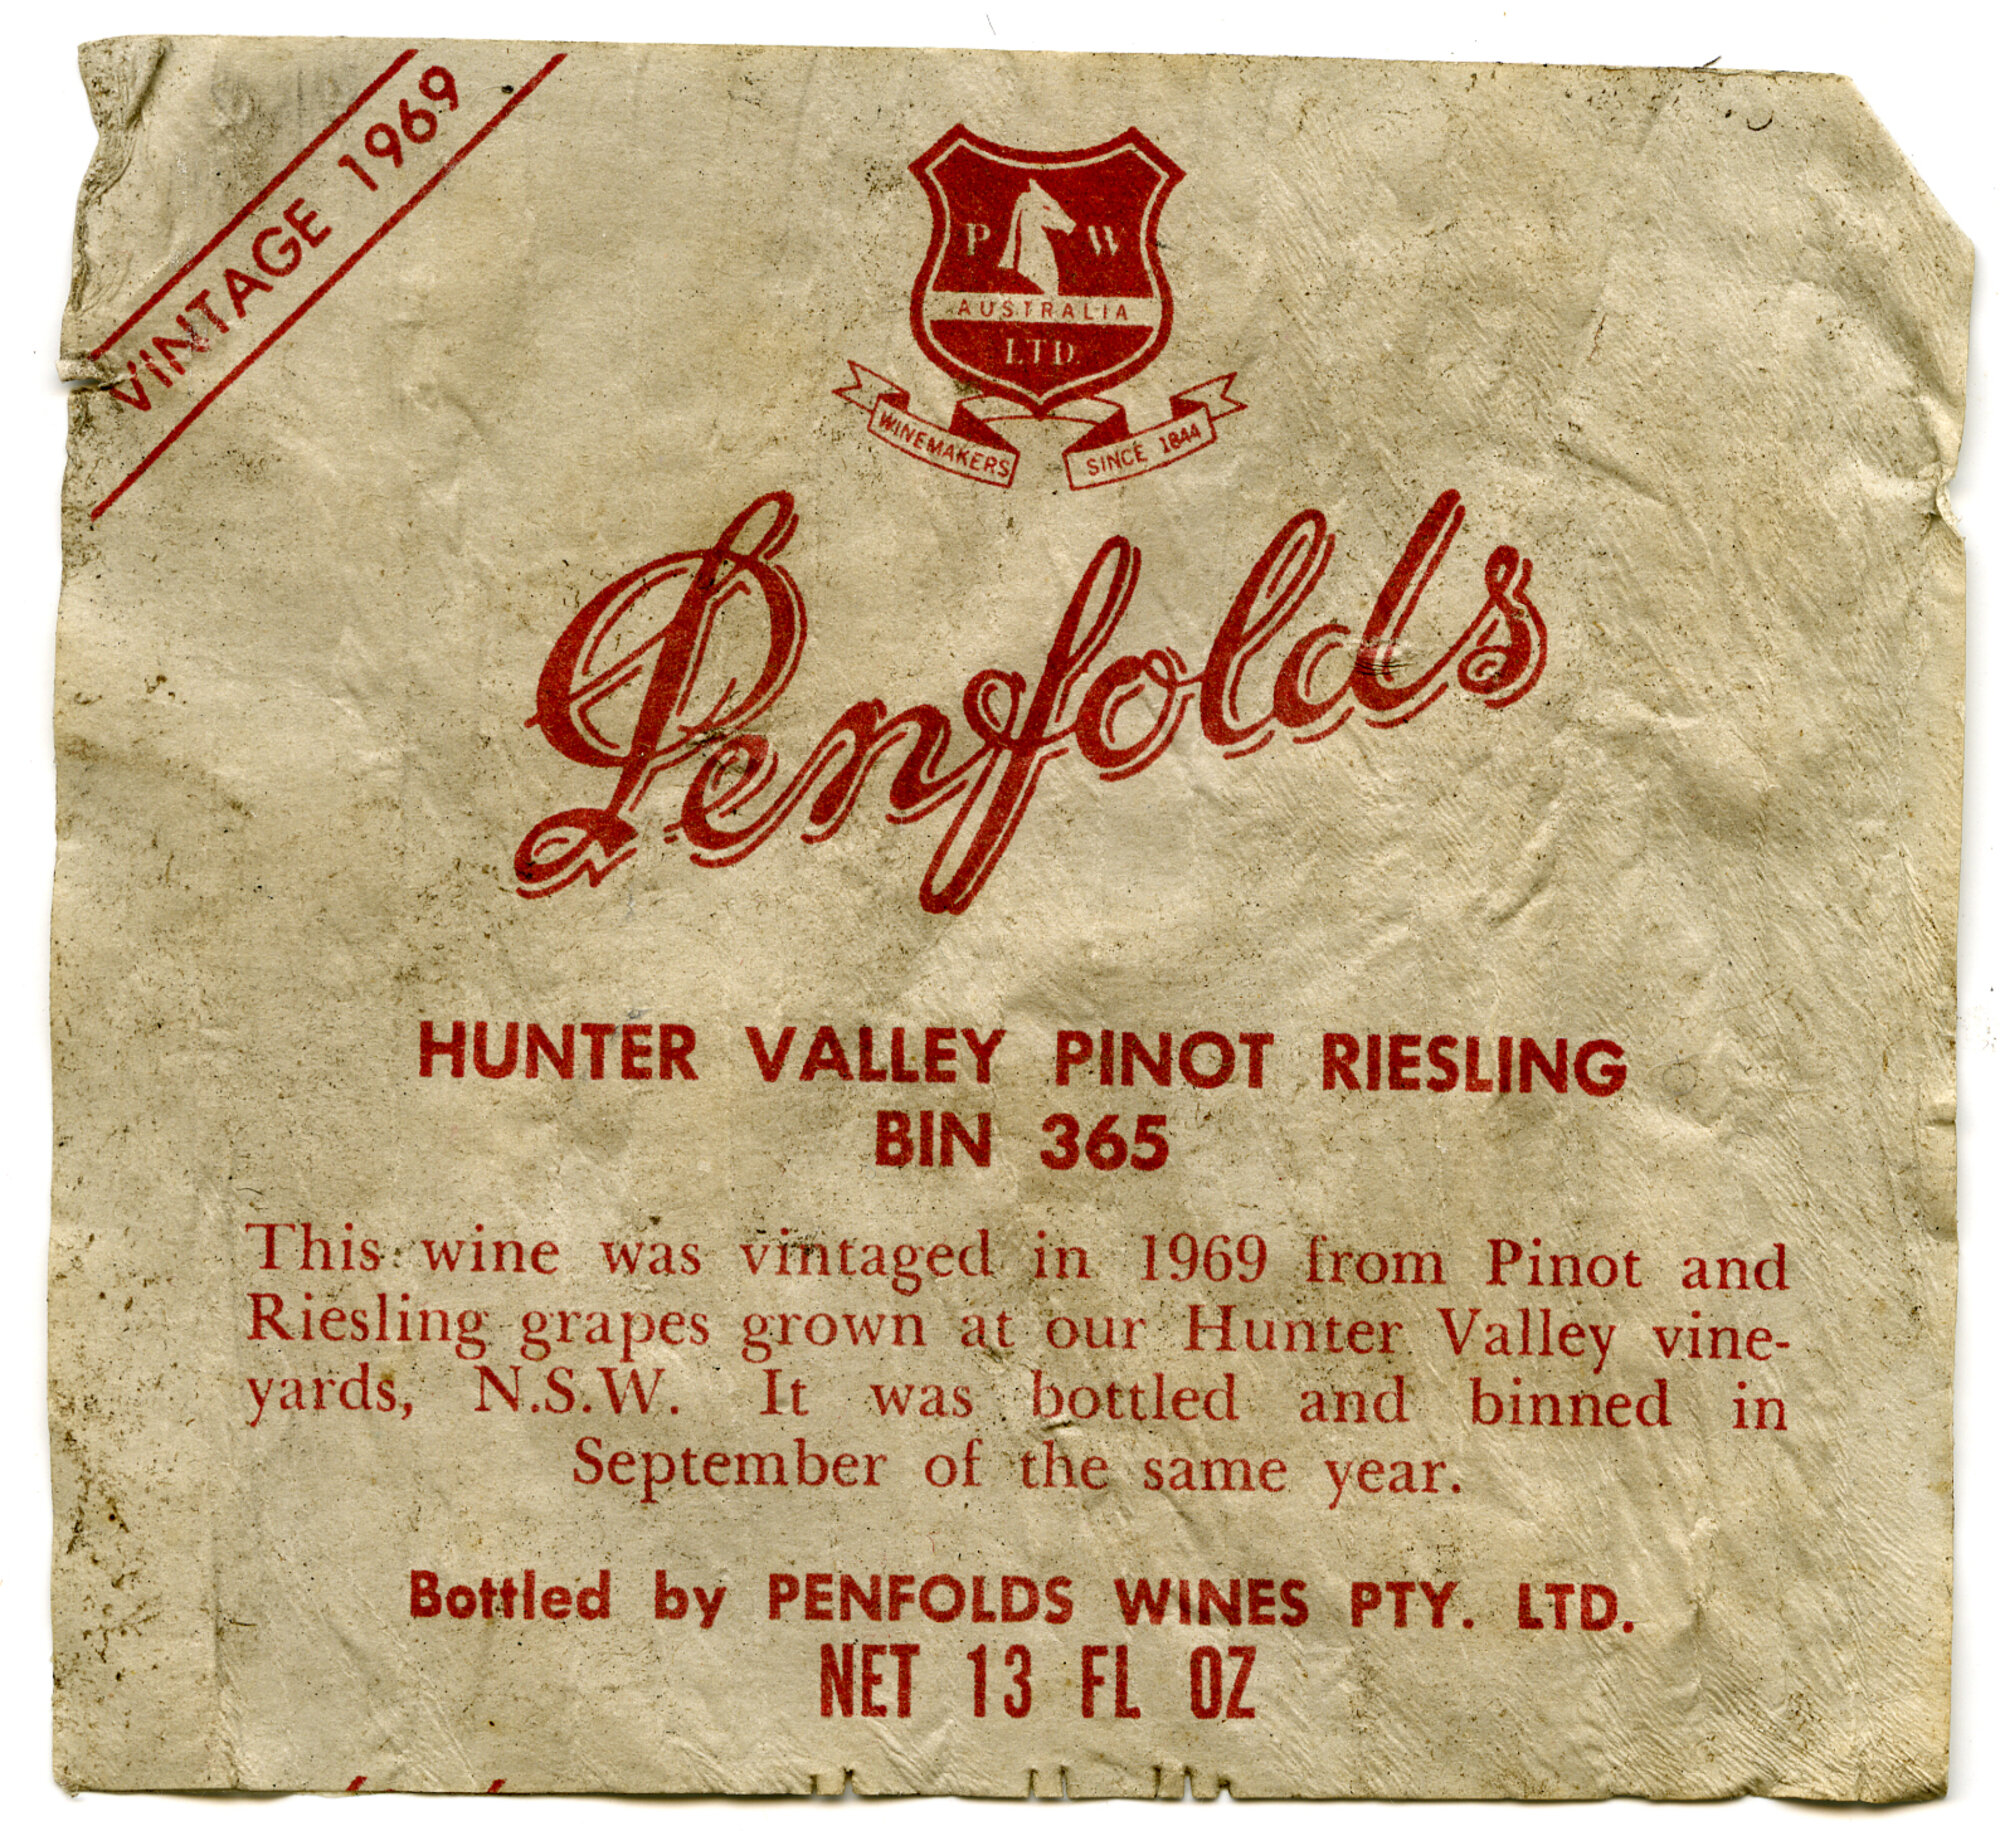 VINTAGE 1969
P W
AUSTRALIA
LTD.
WINEMAKERS SINCE 1844
Penfolds
HUNTER VALLEY PINOT RIESLING
BIN 365
This wine was vintaged in 1969 from Pinot and
Riesling grapes grown at our Hunter Valley vine-
yards, N.S.W. It was bottled and binned in
September of the same year.
Bottled by PENFOLDS WINES PTY. LTD.
NET 13 FL OZ